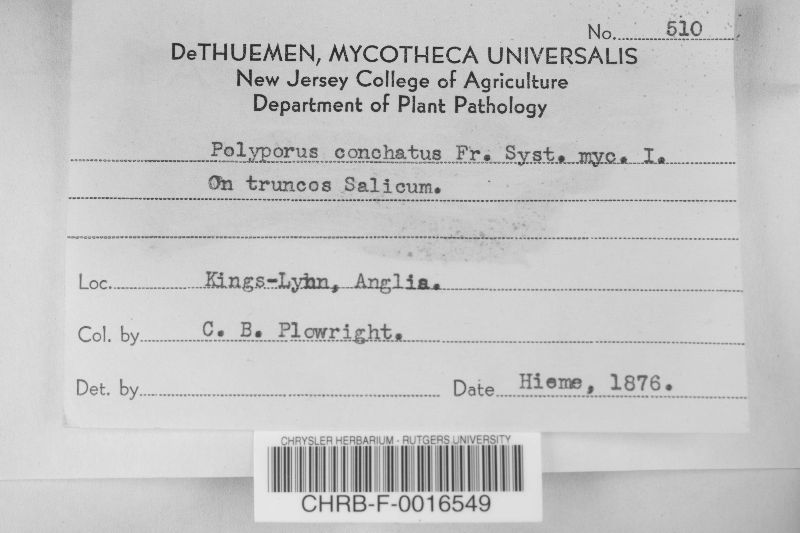 No. 510
DeTHUEMEN, MYCOTHECA UNIVERSALIS
New Jersey College of Agriculture
Department of Plant Pathology
Polyporus conchatus Fr. Syst. myc. I.
On truncos Salicum.
Loc. Kings-Lynn, Anglia.
Col. by C. B. Plowright.
Det. by
Date Hieme, 1876.
CHRYSLER HERBARIUM - RUTGERS UNIVERSITY
CHRB-F-0016549